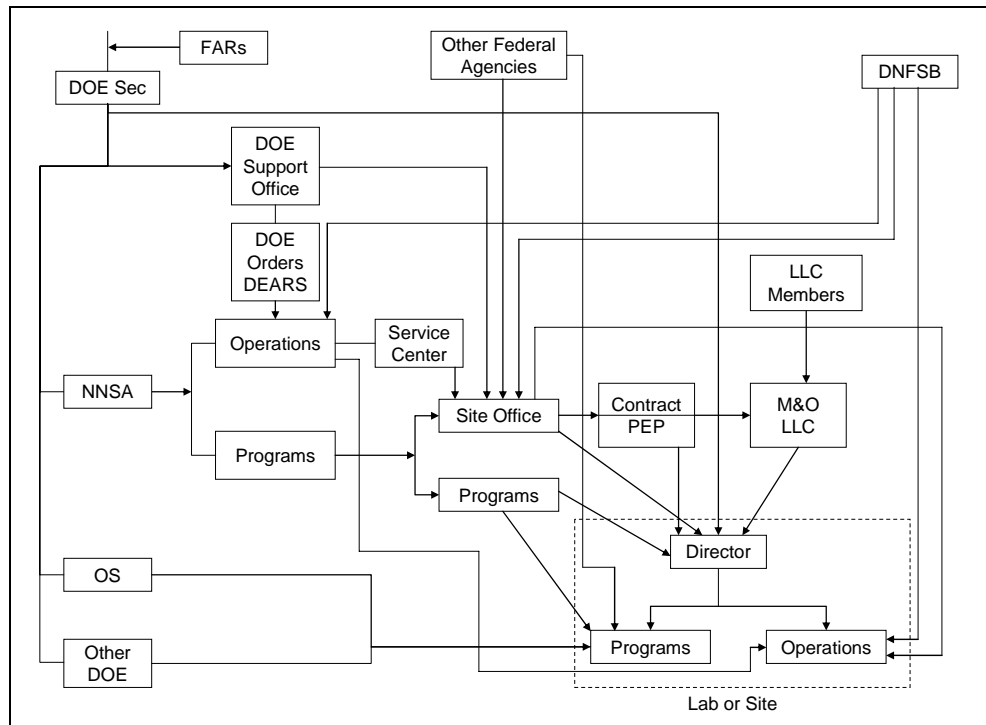 FARs
Other Federal
Agencies
DNFSB
DOE Sec
DOE
Support
Office
DOE
Orders
DEARS
LLC
Members
Operations
Service
Center
NNSA
Site Office
Contract
PEP
M&O
LLC
Programs
Programs
Director
OS
Programs
Operations
Other
DOE
Lab or Site